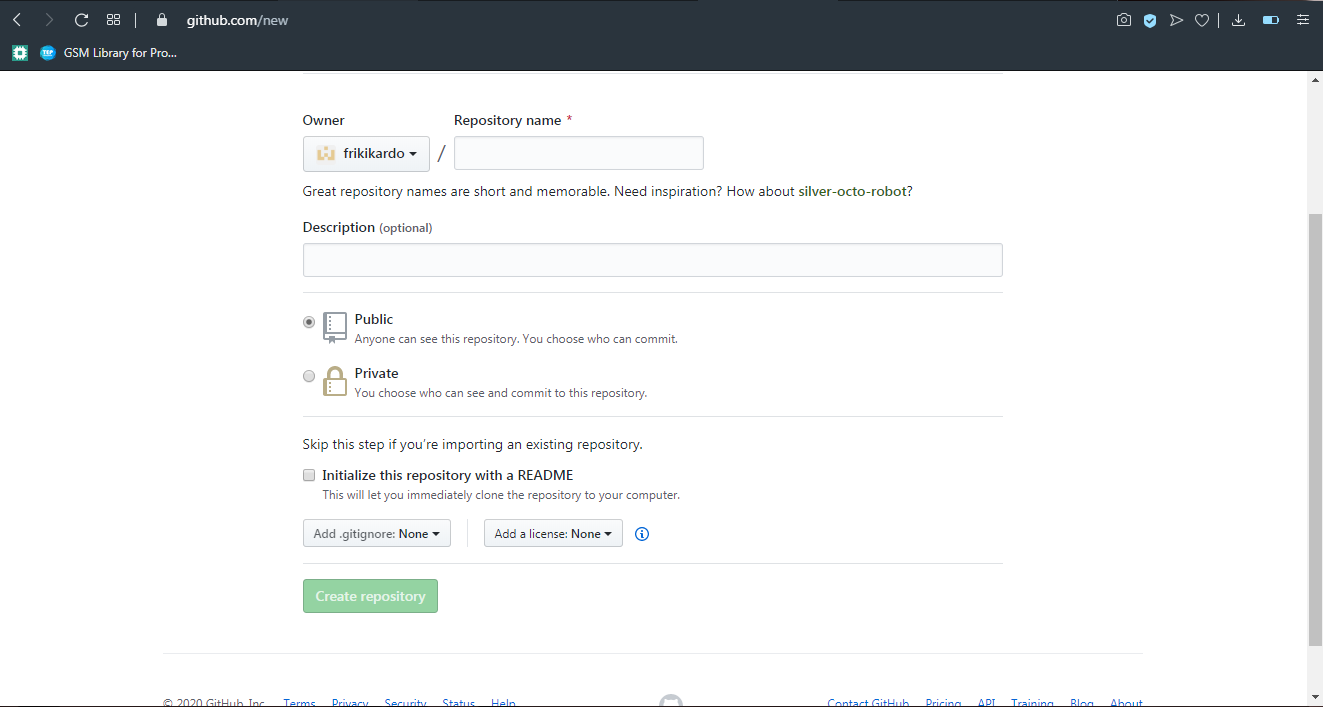 github.com/new
TEP GSM Library for Pro...
Owner
Repository name *
frikikardo
/
Great repository names are short and memorable. Need inspiration? How about silver-octo-robot?
Description (optional)
Public
Anyone can see this repository. You choose who can commit.
Private
You choose who can see and commit to this repository.
Skip this step if you're importing an existing repository.
Initialize this repository with a README
This will let you immediately clone the repository to your computer.
Add .gitignore: None
Add a license: None
Create repository
© 2020 GitHub, Inc. Terms Privacy Security Status Help Contact GitHub Pricing API Training Blog About